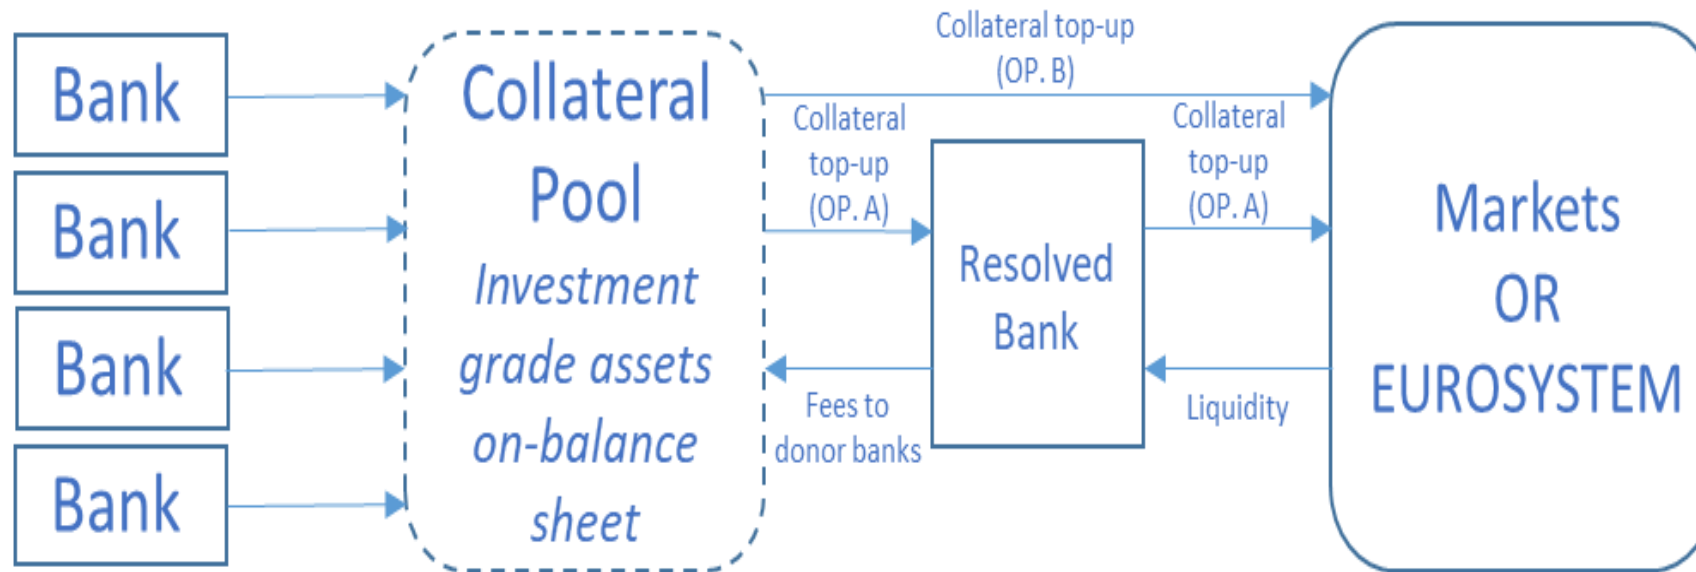 Bank
Bank
Bank
Bank
Collateral
Pool
Investment
grade assets
on-balance
sheet
Collateral top-up
(OP. B)
Collateral
top-up
(OP. A)
Collateral
top-up
(OP. A)
Resolved
Bank
Fees to
donor banks
Liquidity
Markets
OR
EUROSYSTEM